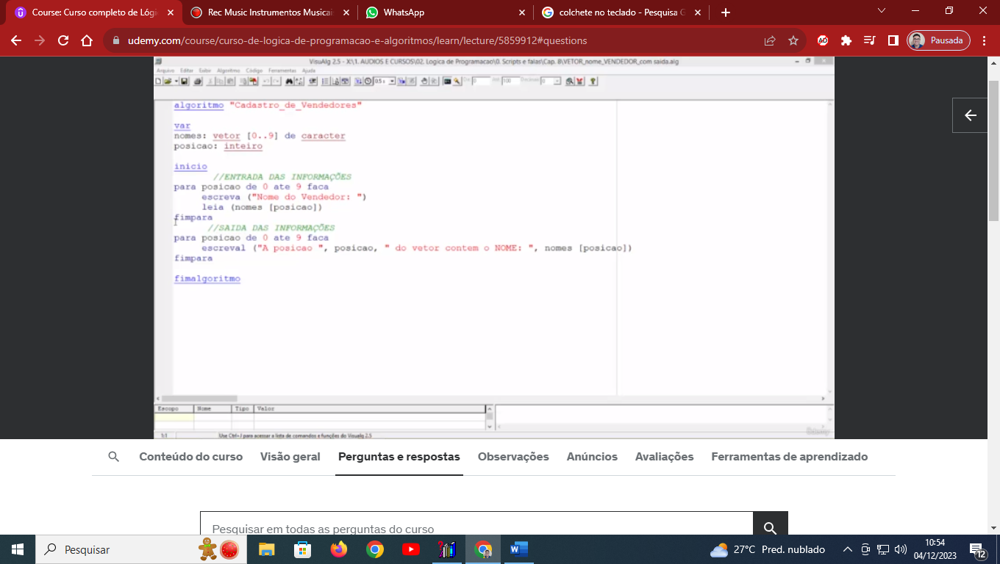 Course: Curso completo de Lógi
Rec Music Instrumentos Musicai
WhatsApp
colchete no teclado - Pesquisa G
udemy.com/course/curso-de-logica-de-programacao-e-algoritmos/learn/lecture/5859912#questions
Pausada
VisuAlg 2.5 - X:\1. AUDIOS E CURSOS\02. Logica de Programacao\0. Scripts e falas\Cap. 8\VETOR_nome_VENDEDOR_com saida.alg
Arquivo Editar Exibir Algoritmo Código Ferramentas Ajuda
algoritmo "Cadastro_de_Vendedores"
var
nomes: vetor [0..9] de caracter
posicao: inteiro
inicio
//ENTRADA DAS INFORMAÇÕES
para posicao de 0 ate 9 faca
escreva ("Nome do Vendedor: ")
leia (nomes [posicao])
fimpara
//SAIDA DAS INFORMAÇÕES
para posicao de 0 ate 9 faca
escreval ("A posicao ", posicao, " do vetor contem o NOME: ", nomes [posicao])
fimpara
fimalgoritmo
Escopo Nome Tipo Valor
1:1 Use Ctrl+J para acessar a lista de comandos e funções do Visualg 2.5
Udemy
Conteúdo do curso Visão geral Perguntas e respostas Observações Anúncios Avaliações Ferramentas de aprendizado
Pesquisar em todas as perguntas do curso
Pesquisar
27°C Pred. nublado
10:54
04/12/2023
12